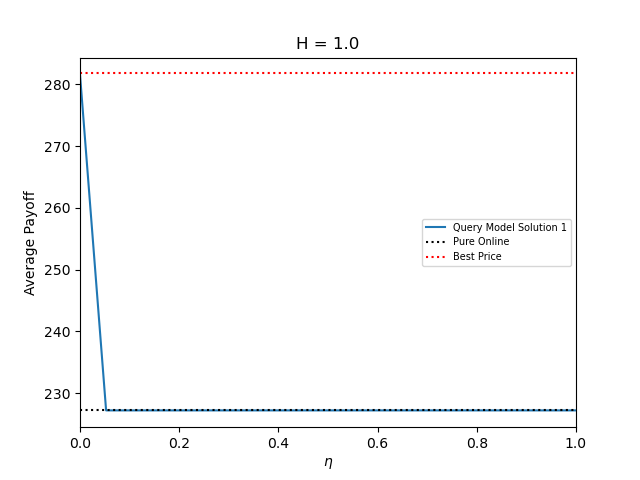 H = 1.0
Average Payoff
280
270
260
250
240
230
Query Model Solution 1
Pure Online
Best Price
0.0 0.2 0.4 0.6 0.8 1.0
η